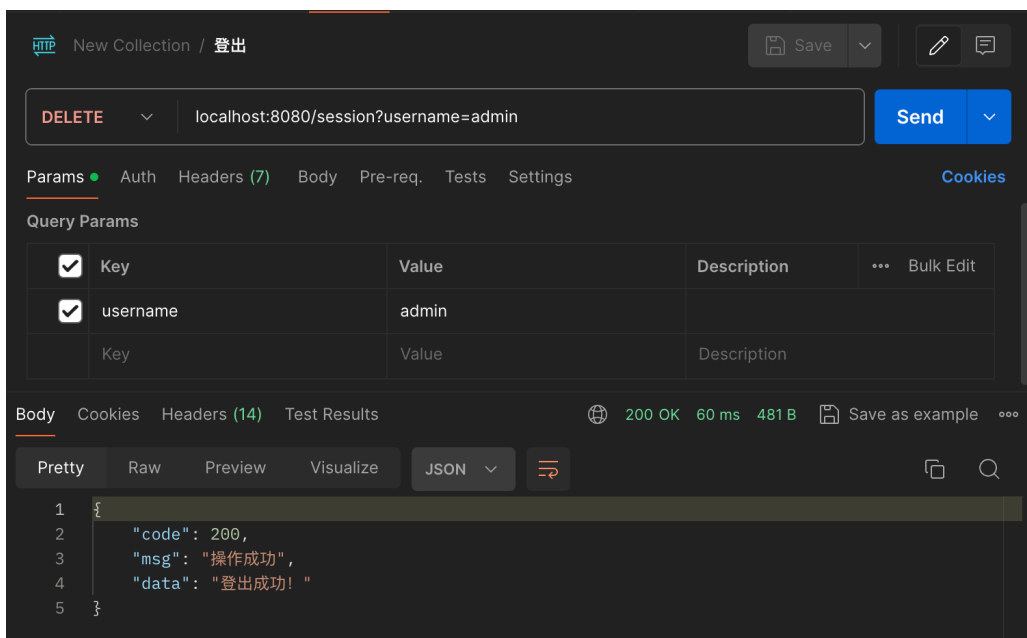 HTTP New Collection / 登出 Save
DELETE localhost:8080/session?username=admin Send
Params Auth Headers (7) Body Pre-req. Tests Settings Cookies
Query Params
Key Value Description Bulk Edit
username admin
Key Value Description
Body Cookies Headers (14) Test Results 200 OK 60 ms 481 B Save as example
Pretty Raw Preview Visualize JSON
1 {
2 "code": 200,
3 "msg": "操作成功",
4 "data": "登出成功！"
5 }